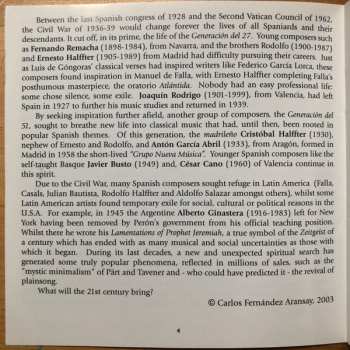 Between the last Spanish congress of 1928 and the Second Vatican Council of 1962,
the Civil War of 1936-39 would change forever the lives of all Spaniards and their
descendants. It cut off, in its prime, the life of the Generación del 27. Young composers such
as Fernando Remacha (1898-1984), from Navarra, and the brothers Rodolfo (1900-1987)
and Ernesto Halffter (1905-1989) from Madrid had difficulty pursuing their careers. Just
as Luis de Góngoras' classical verses had inspired writers like Federico García Lorca, these
composers found inspiration in Manuel de Falla, with Ernesto Halffter completing Falla's
posthumous masterpiece, the oratorio Atlántida. Nobody had an easy professional life:
some chose silence, some exile. Joaquín Rodrigo (1901-1999), from Valencia, had left
Spain in 1927 to further his music studies and returned in 1939.
By seeking inspiration further afield, another group of composers, the Generación del
51, sought to breathe new life into classical music that had, until then, been rooted in
popular Spanish themes. Of this generation, the madrileño Cristóbal Halffter (1930),
nephew of Ernesto and Rodolfo, and Antón García Abril (1933), from Aragón, formed in
Madrid in 1958 the short-lived "Grupo Nueva Música". Younger Spanish composers like the
self-taught Basque Javier Busto (1949) and, César Cano (1960) of Valencia continue in
this spirit.
Due to the Civil War, many Spanish composers sought refuge in Latin America (Falla,
Casals, Julian Bautista, Rodolfo Halffter and Adolfo Salazar amongst others), whilst some
Latin American artists found temporary exile for social, cultural or political reasons in the
U.S.A. For example, in 1945 the Argentine Alberto Ginastera (1916-1983) left for New
York having been removed by Perón's government from his official teaching position.
Whilst there he wrote his Lamentations of Prophet Jeremiah, a true symbol of the Zeitgeist of
a century which has ended with as many musical and social uncertainties as those with
which it began. During its last decades, a new and unexpected spiritual search has
generated some truly popular phenomena, reflected in millions of sales, such as the
"mystic minimalism" of Pärt and Tavener and - who could have predicted it - the revival of
plainsong.
What will the 21st century bring?
© Carlos Fernández Aransay, 2003
4